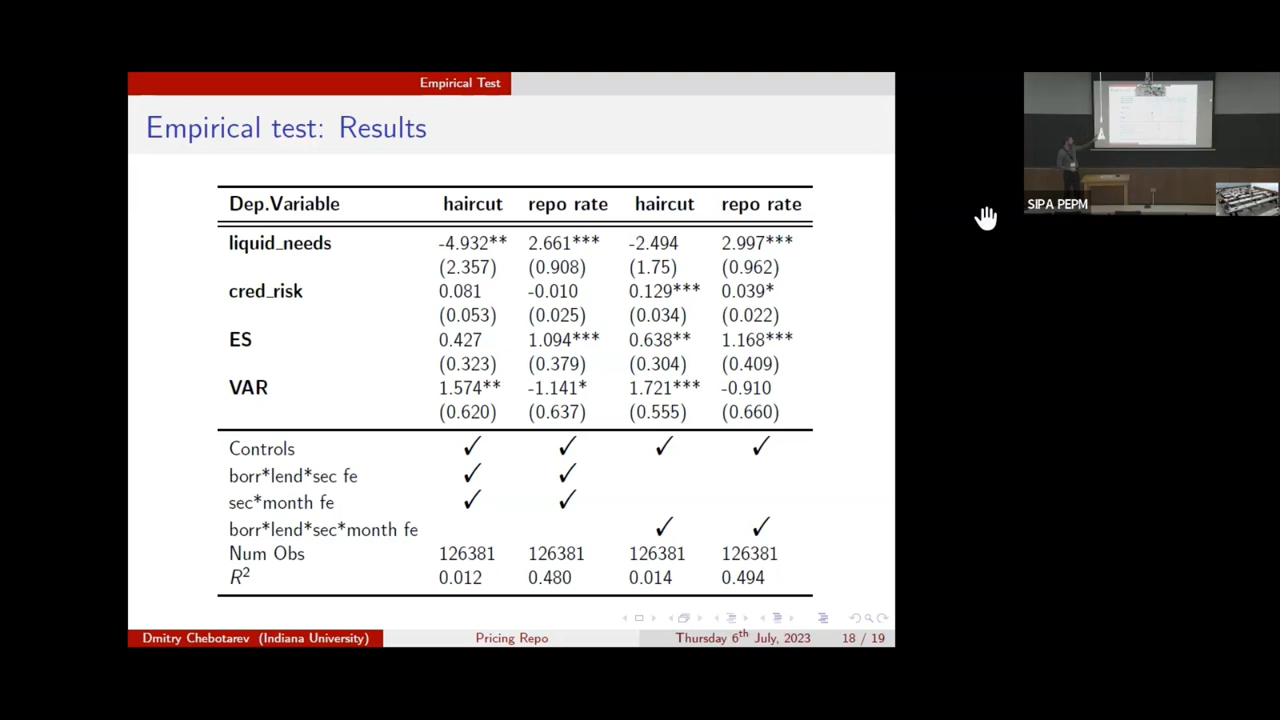 Empirical Test
Empirical test: Results
Dep.Variable haircut repo rate haircut repo rate
liquid_needs -4.932** 2.661*** -2.494 2.997***
(2.357) (0.908) (1.75) (0.962)
cred_risk 0.081 -0.010 0.129*** 0.039*
(0.053) (0.025) (0.034) (0.022)
ES 0.427 1.094*** 0.638** 1.168***
(0.323) (0.379) (0.304) (0.409)
VAR 1.574** -1.141* 1.721*** -0.910
(0.620) (0.637) (0.555) (0.660)
Controls ✓ ✓ ✓ ✓
borr*lend*sec fe ✓ ✓
sec*month fe ✓ ✓
borr*lend*sec*month fe ✓ ✓
Num Obs 126381 126381 126381 126381
R² 0.012 0.480 0.014 0.494
Dmitry Chebotarev (Indiana University) Pricing Repo Thursday 6th July, 2023 18 / 19
SIPA PEPM